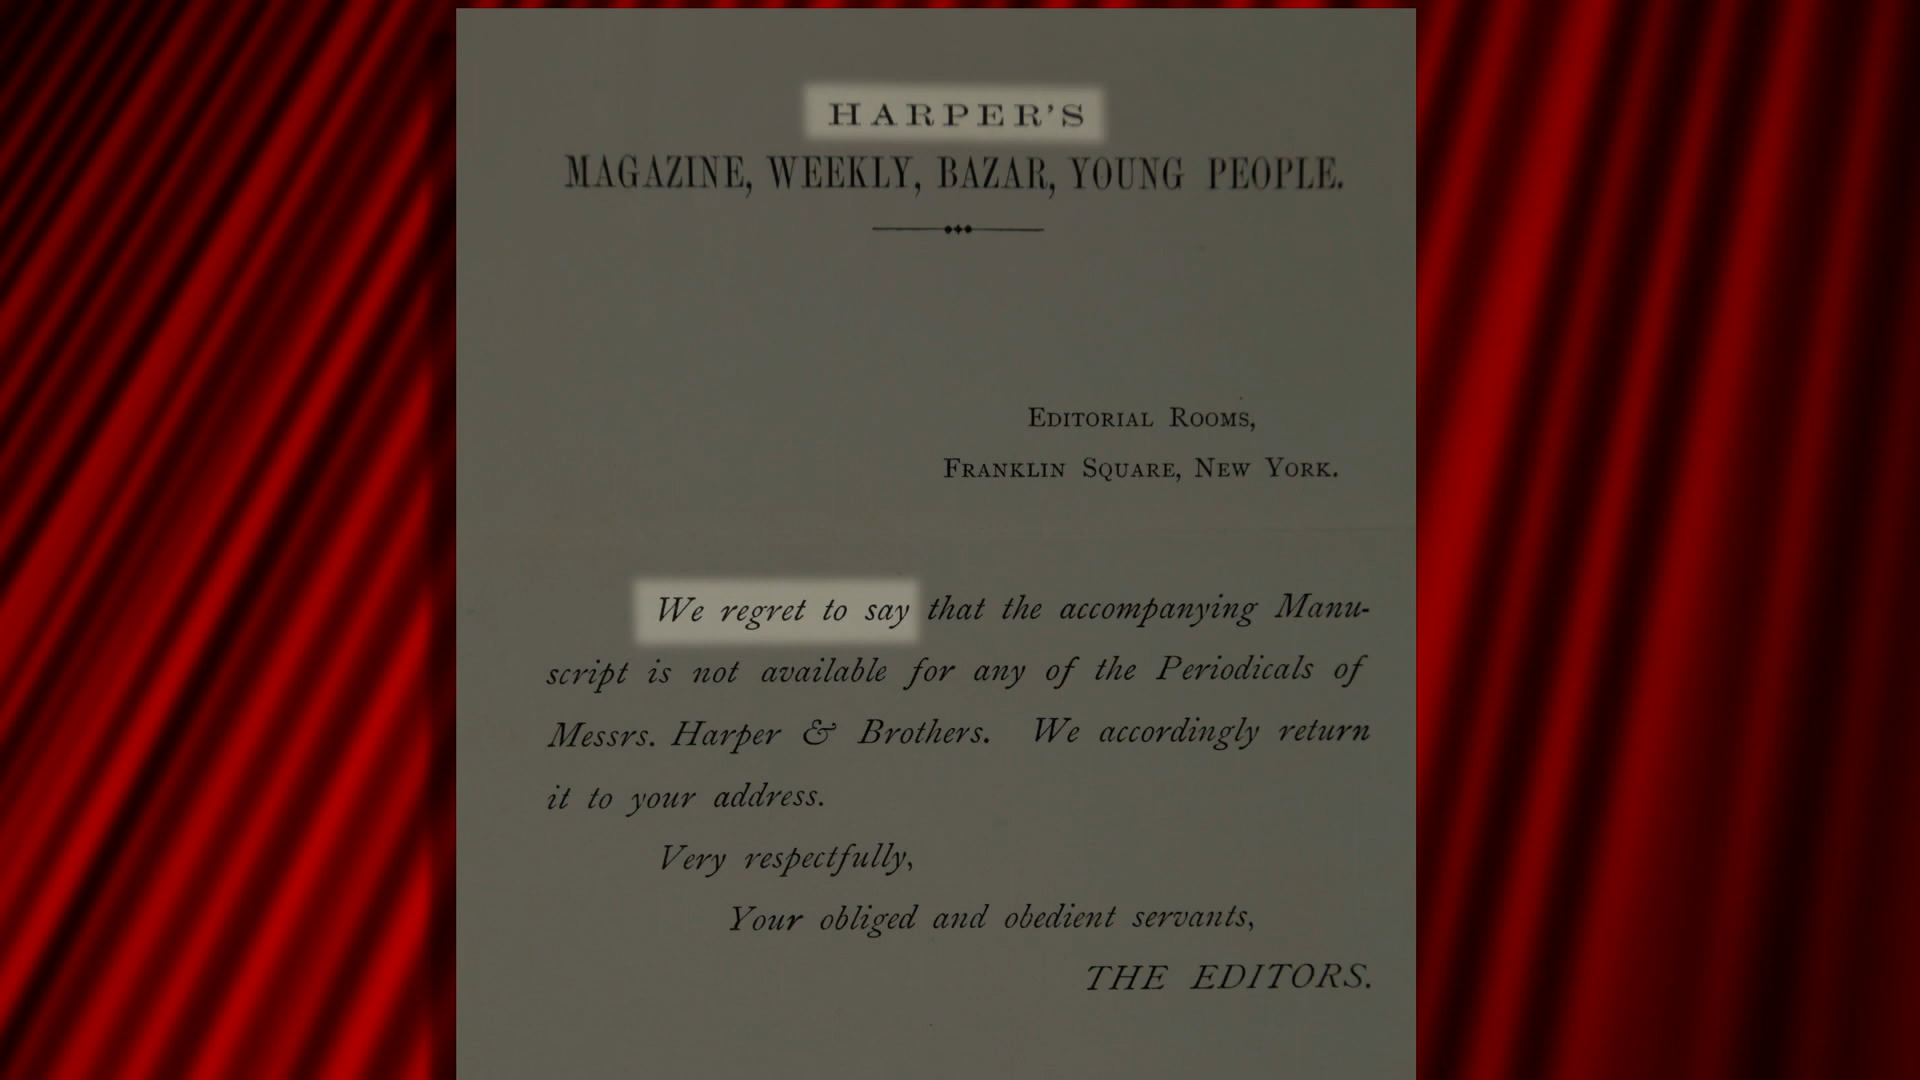 HARPER'S
MAGAZINE, WEEKLY, BAZAR, YOUNG PEOPLE.
EDITORIAL ROOMS,
FRANKLIN SQUARE, NEW YORK.
We regret to say that the accompanying Manu-
script is not available for any of the Periodicals of
Messrs. Harper & Brothers. We accordingly return
it to your address.
Very respectfully,
Your obliged and obedient servants,
THE EDITORS.